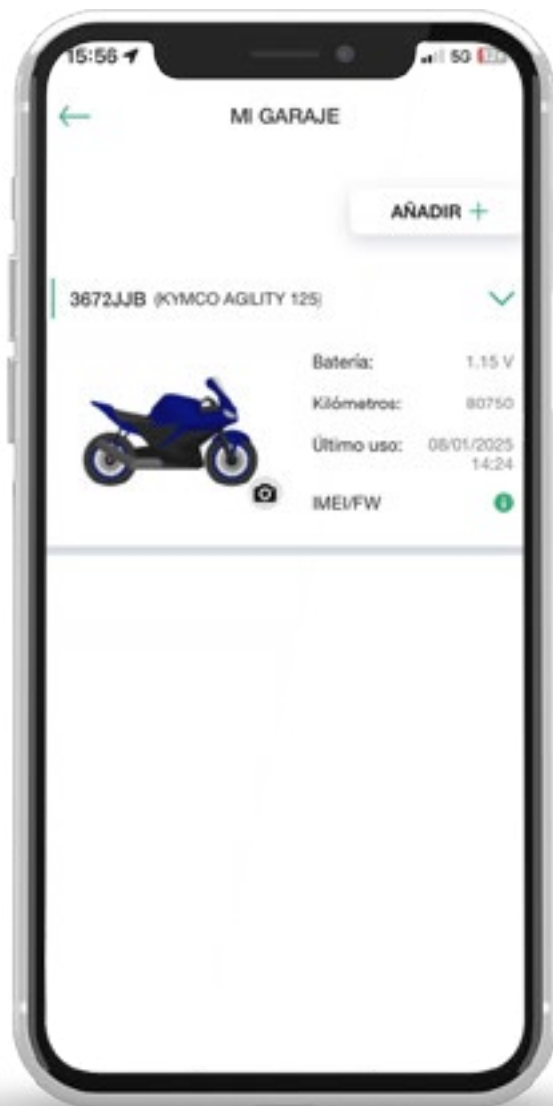 15:56
5G
MI GARAJE
AÑADIR +
3672JJB (KYMCO AGILITY 125)
Batería: 1.15 V
Kilómetros: 80750
Último uso: 08/01/2025
14:24
IMEI/FW